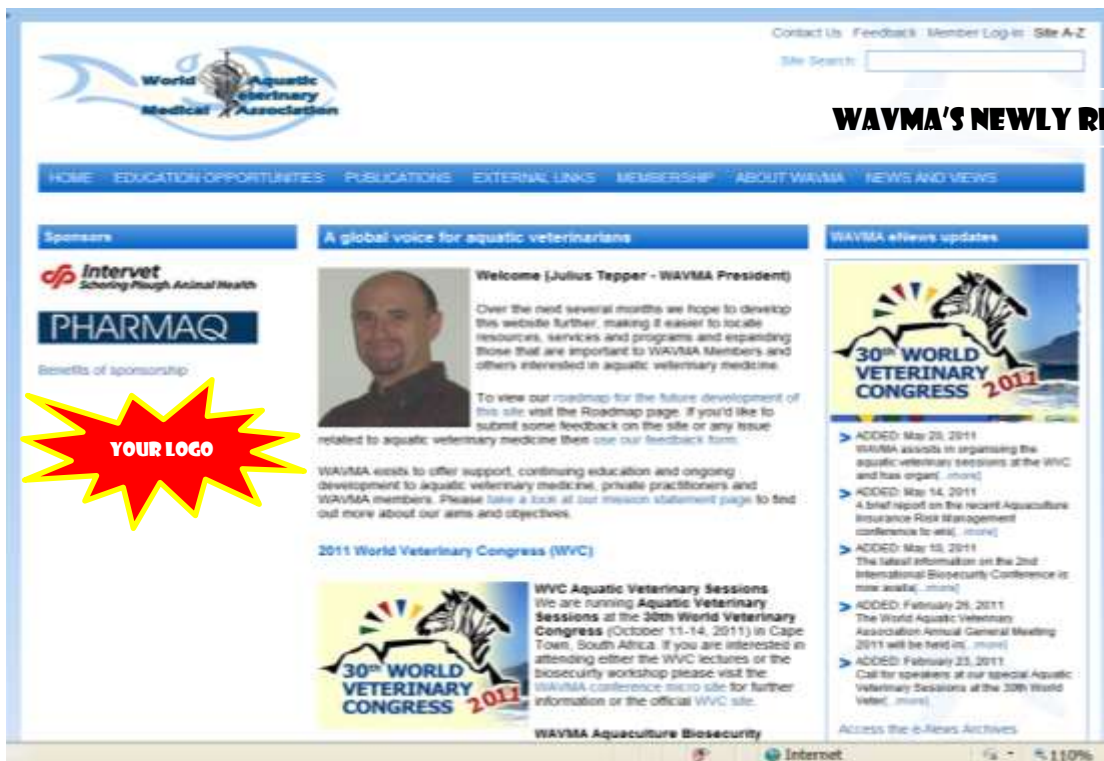 Contact Us Feedback Member Log-in Site A-Z
Site Search:
World Aquatic
Veterinary
Medical Association
WAVMA'S NEWLY
HOME EDUCATION OPPORTUNITIES PUBLICATIONS EXTERNAL LINKS MEMBERSHIP ABOUT WAVMA NEWS AND VIEWS
Sponsors
Intervet
Schering-Plough Animal Health
PHARMAQ
Benefits of sponsorship
YOUR LOGO
A global voice for aquatic veterinarians
Welcome (Julius Tepper - WAVMA President)
Over the next several months we hope to develop
this website further, making it easier to locate
resources, services and programs and expanding
those that are important to WAVMA Members and
others interested in aquatic veterinary medicine.
To view our roadmap for the future development of
this site visit the Roadmap page. If you'd like to
submit some feedback on the site or any issue
related to aquatic veterinary medicine then use our feedback form.
WAVMA exists to offer support, continuing education and ongoing
development to aquatic veterinary medicine, private practitioners and
WAVMA members. Please take a look at our mission statement page to find
out more about our aims and objectives.
2011 World Veterinary Congress (WVC)
30th WORLD
VETERINARY
CONGRESS 2011
WVC Aquatic Veterinary Sessions
We are running Aquatic Veterinary
Sessions at the 30th World Veterinary
Congress (October 11-14, 2011) in Cape
Town, South Africa. If you are interested in
attending either the WVC lectures or the
biosecurity workshop please visit the
WAVMA conference micro site for further
information or the official WVC site.
WAVMA Aquaculture Biosecurity
WAVMA eNews updates
30th WORLD
VETERINARY
CONGRESS 2011
ADDED: May 20, 2011
WAVMA assists in organising the
aquatic veterinary sessions at the WVC
and has organ[...more]
ADDED: May 14, 2011
A brief report on the recent Aquaculture
Insurance Risk Management
conference to ens[...more]
ADDED: May 10, 2011
The latest information on the 2nd
International Biosecurity Conference is
now availa[...more]
ADDED: February 26, 2011
The World Aquatic Veterinary
Association Annual General Meeting
2011 will be held in[...more]
ADDED: February 23, 2011
Call for speakers at our special Aquatic
Veterinary Sessions at the 30th World
Veter[...more]
Access the e-News Archives
Internet
110%